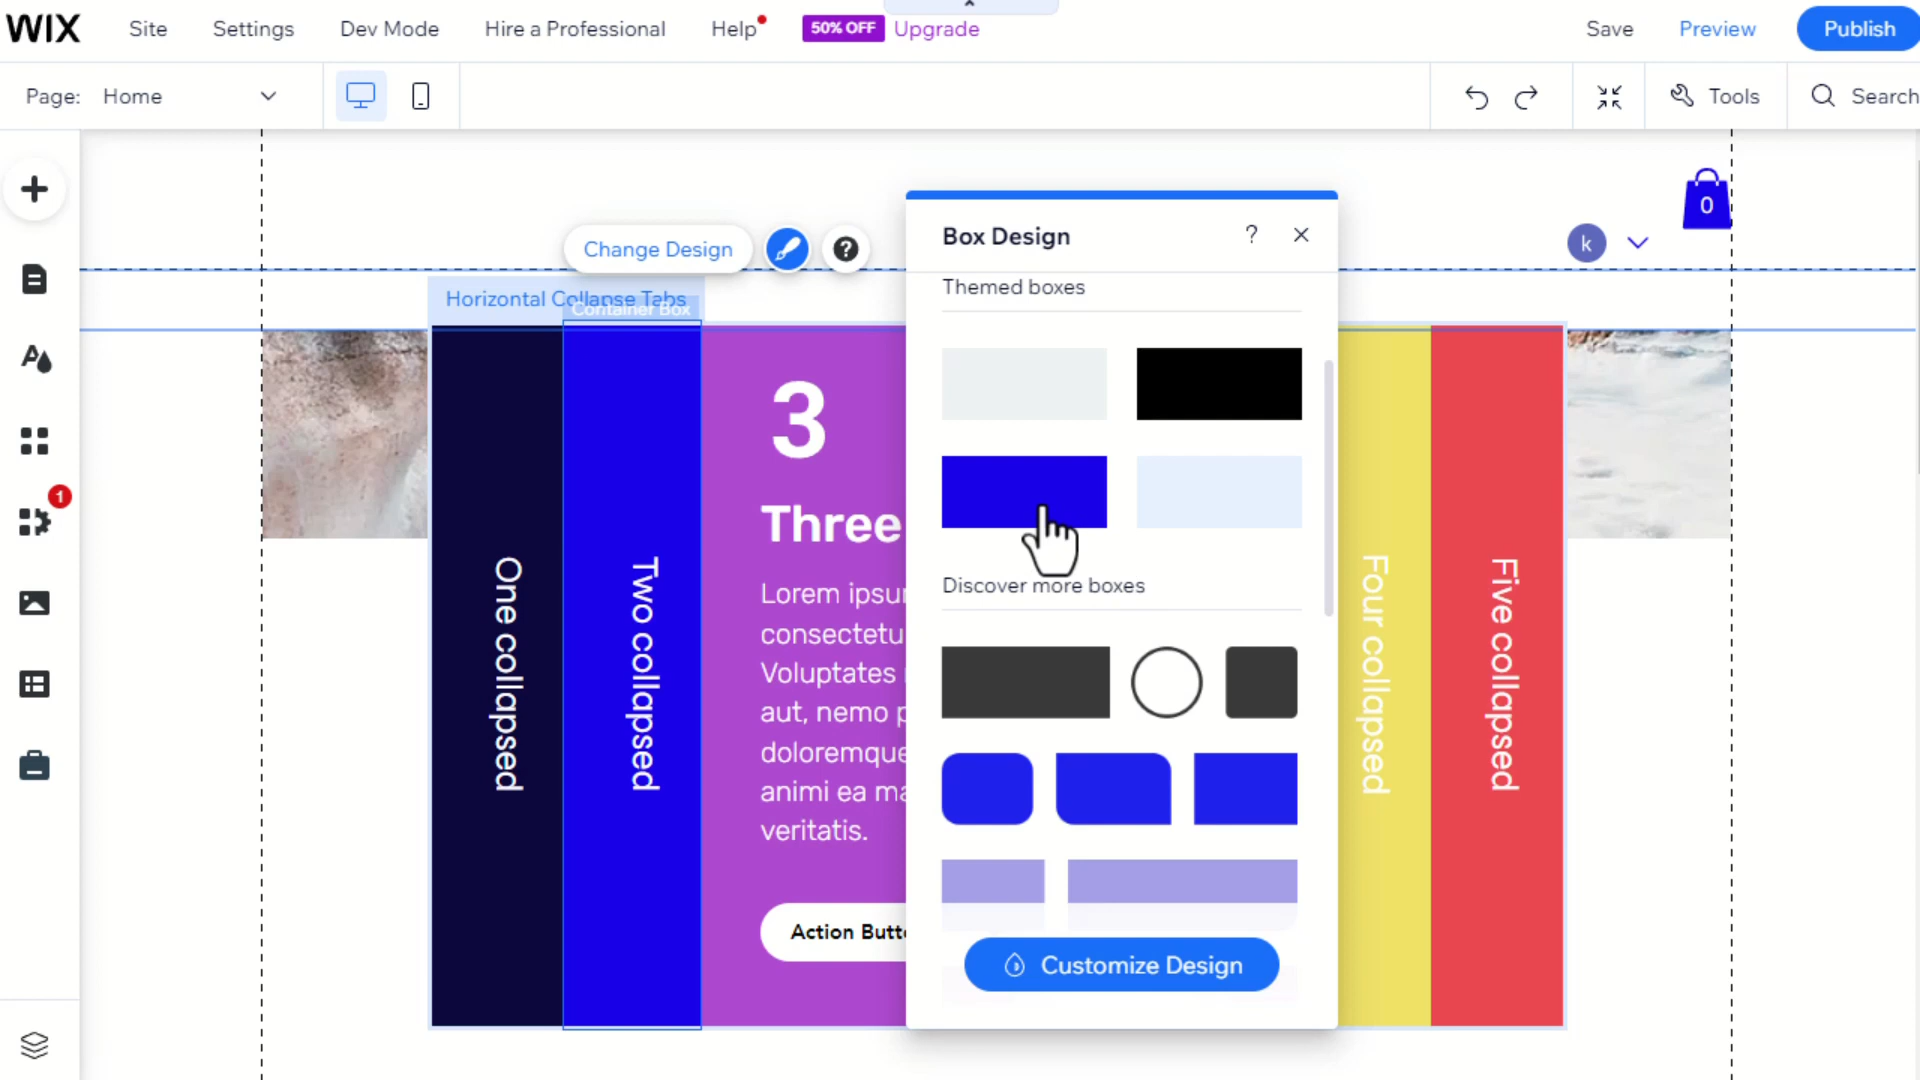 WIX
Site
Settings
Dev Mode
Hire a Professional
Help
50% OFF
Upgrade
Save
Preview
Publish
Page:
Home
Tools
Search
0
k
Change Design
?
Horizontal Collapse Tabs
Container Box
Box Design
?
Themed boxes
Discover more boxes
Customize Design
1
One collapsed
Two collapsed
3
Three
Lorem ipsu
consectetu
Voluptates
aut, nemo
doloremque
animi ea ma
veritatis.
Action Butt
Four collapsed
Five collapsed